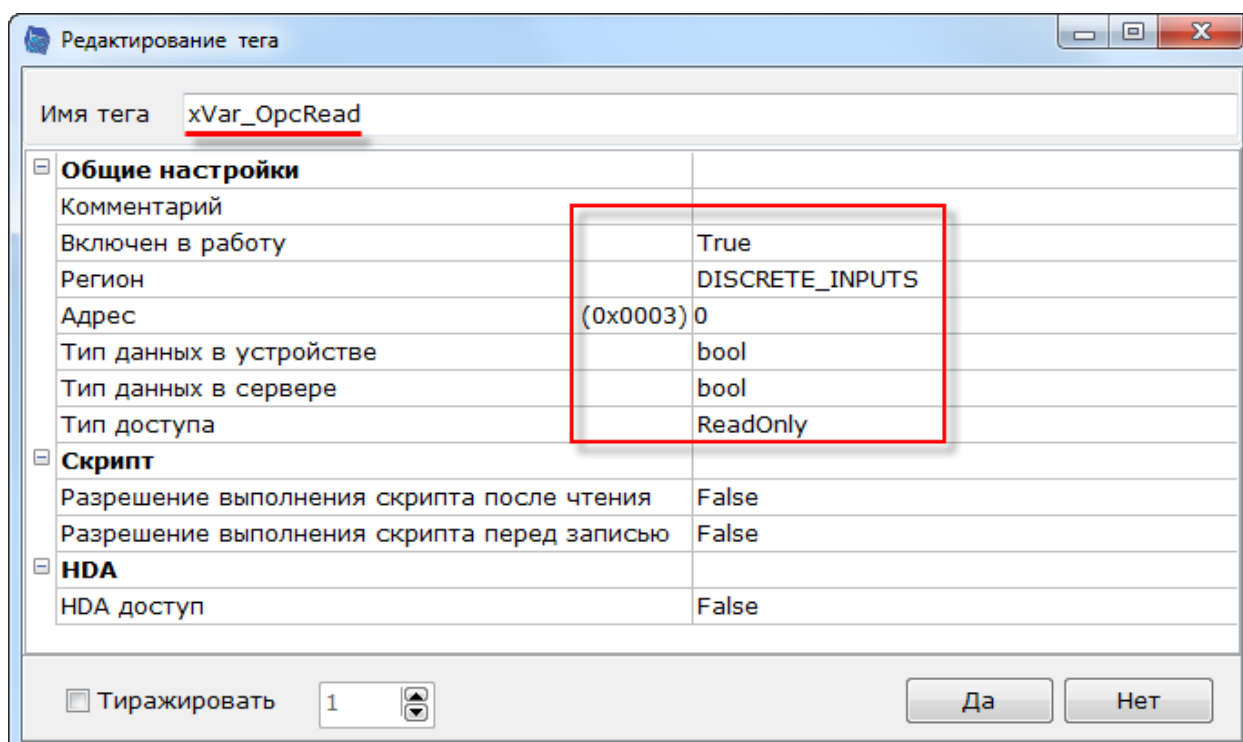 Редактирование тега
Имя тега xVar_OpcRead
Общие настройки
Комментарий
Включен в работу True
Регион DISCRETE_INPUTS
Адрес (0x0003) 0
Тип данных в устройстве bool
Тип данных в сервере bool
Тип доступа ReadOnly
Скрипт
Разрешение выполнения скрипта после чтения False
Разрешение выполнения скрипта перед записью False
HDA
HDA доступ False
Тиражировать 1 Да Нет